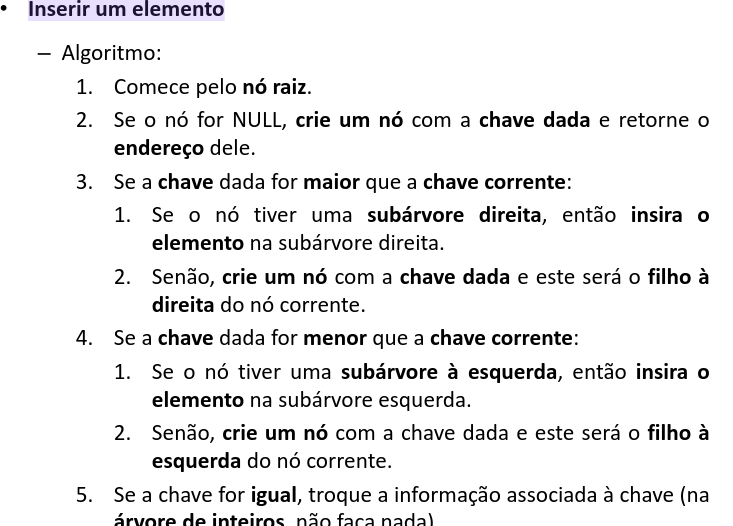 • Inserir um elemento
– Algoritmo:
1. Comece pelo nó raiz.
2. Se o nó for NULL, crie um nó com a chave dada e retorne o
endereço dele.
3. Se a chave dada for maior que a chave corrente:
1. Se o nó tiver uma subárvore direita, então insira o
elemento na subárvore direita.
2. Senão, crie um nó com a chave dada e este será o filho à
direita do nó corrente.
4. Se a chave dada for menor que a chave corrente:
1. Se o nó tiver uma subárvore à esquerda, então insira o
elemento na subárvore esquerda.
2. Senão, crie um nó com a chave dada e este será o filho à
esquerda do nó corrente.
5. Se a chave for igual, troque a informação associada à chave (na
árvore de inteiros, não faça nada)